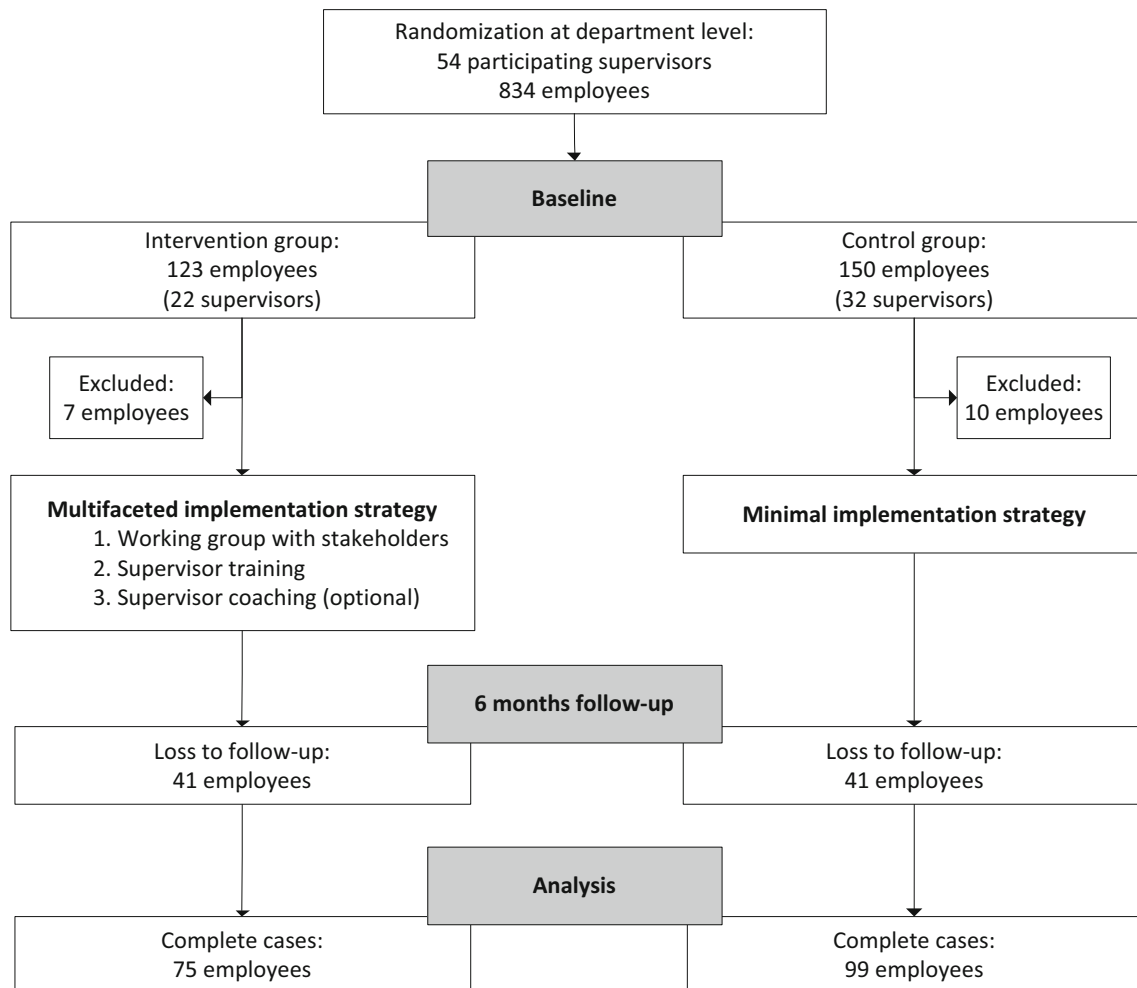 Randomization at department level:
54 participating supervisors
834 employees
Baseline
Intervention group:
123 employees
(22 supervisors)
Control group:
150 employees
(32 supervisors)
Excluded:
7 employees
Excluded:
10 employees
Multifaceted implementation strategy
1. Working group with stakeholders
2. Supervisor training
3. Supervisor coaching (optional)
Minimal implementation strategy
6 months follow-up
Loss to follow-up:
41 employees
Loss to follow-up:
41 employees
Analysis
Complete cases:
75 employees
Complete cases:
99 employees